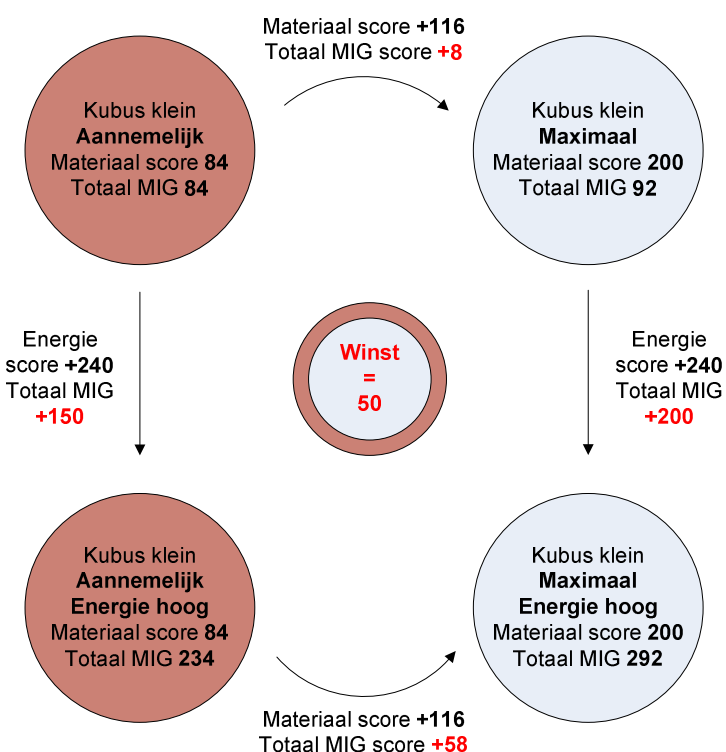 Materiaal score +116
Totaal MIG score +8
Kubus klein
Aannemelijk
Materiaal score 84
Totaal MIG 84
Kubus klein
Maximaal
Materiaal score 200
Totaal MIG 92
Energie
score +240
Totaal MIG
+150
Winst
=
50
Energie
score +240
Totaal MIG
+200
Kubus klein
Aannemelijk
Energie hoog
Materiaal score 84
Totaal MIG 234
Kubus klein
Maximaal
Energie hoog
Materiaal score 200
Totaal MIG 292
Materiaal score +116
Totaal MIG score +58